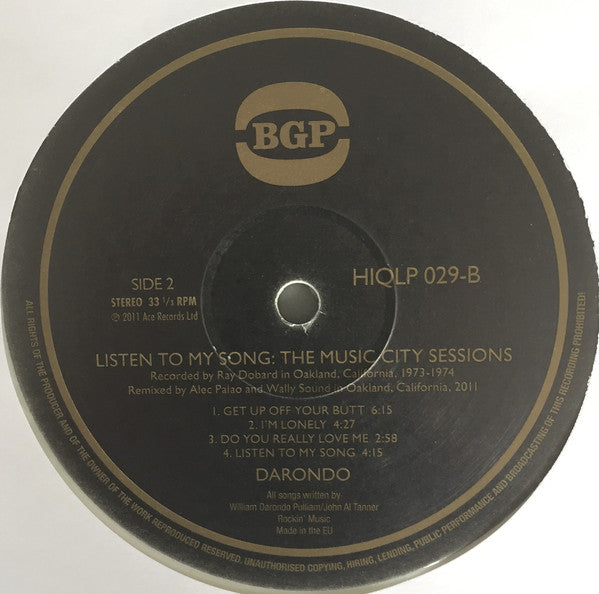 BGP
SIDE 2
STEREO 33 1/3 RPM
℗ 2011 Ace Records Ltd
HIQLP 029-B
LISTEN TO MY SONG: THE MUSIC CITY SESSIONS
Recorded by Ray Dobard in Oakland, California, 1973-1974
Remixed by Alec Palao and Wally Sound in Oakland, California, 2011
1. GET UP OFF YOUR BUTT 6:15
2. I'M LONELY 4:27
3. DO YOU REALLY LOVE ME 2:58
4. LISTEN TO MY SONG 4:15
DARONDO
All songs written by
William Darondo Pulliam/John Al Tanner
Rockin' Music
Made in the EU
ALL RIGHTS OF THE PRODUCER AND OF THE OWNER OF THE WORK REPRODUCED RESERVED. UNAUTHORISED COPYING, HIRING, LENDING, PUBLIC PERFORMANCE AND BROADCASTING OF THIS RECORDING PROHIBITED!